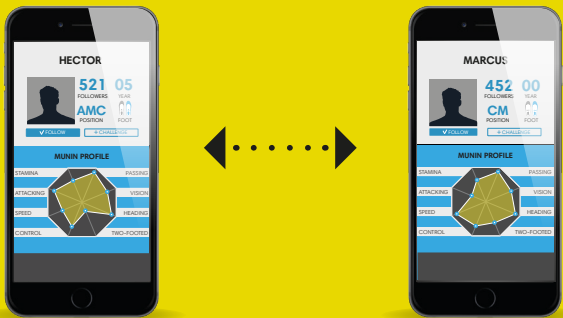 HECTOR
521 05
FOLLOWERS YEAR
AMC
POSITION FOOT
FOLLOW CHALLENGE
MUNIN PROFILE
STAMINA PASSING
ATTACKING VISION
SPEED HEADING
CONTROL TWO-FOOTED
MARCUS
452 00
FOLLOWERS YEAR
CM
POSITION FOOT
FOLLOW CHALLENGE
MUNIN PROFILE
STAMINA PASSING
ATTACKING VISION
SPEED HEADING
CONTROL TWO-FOOTED